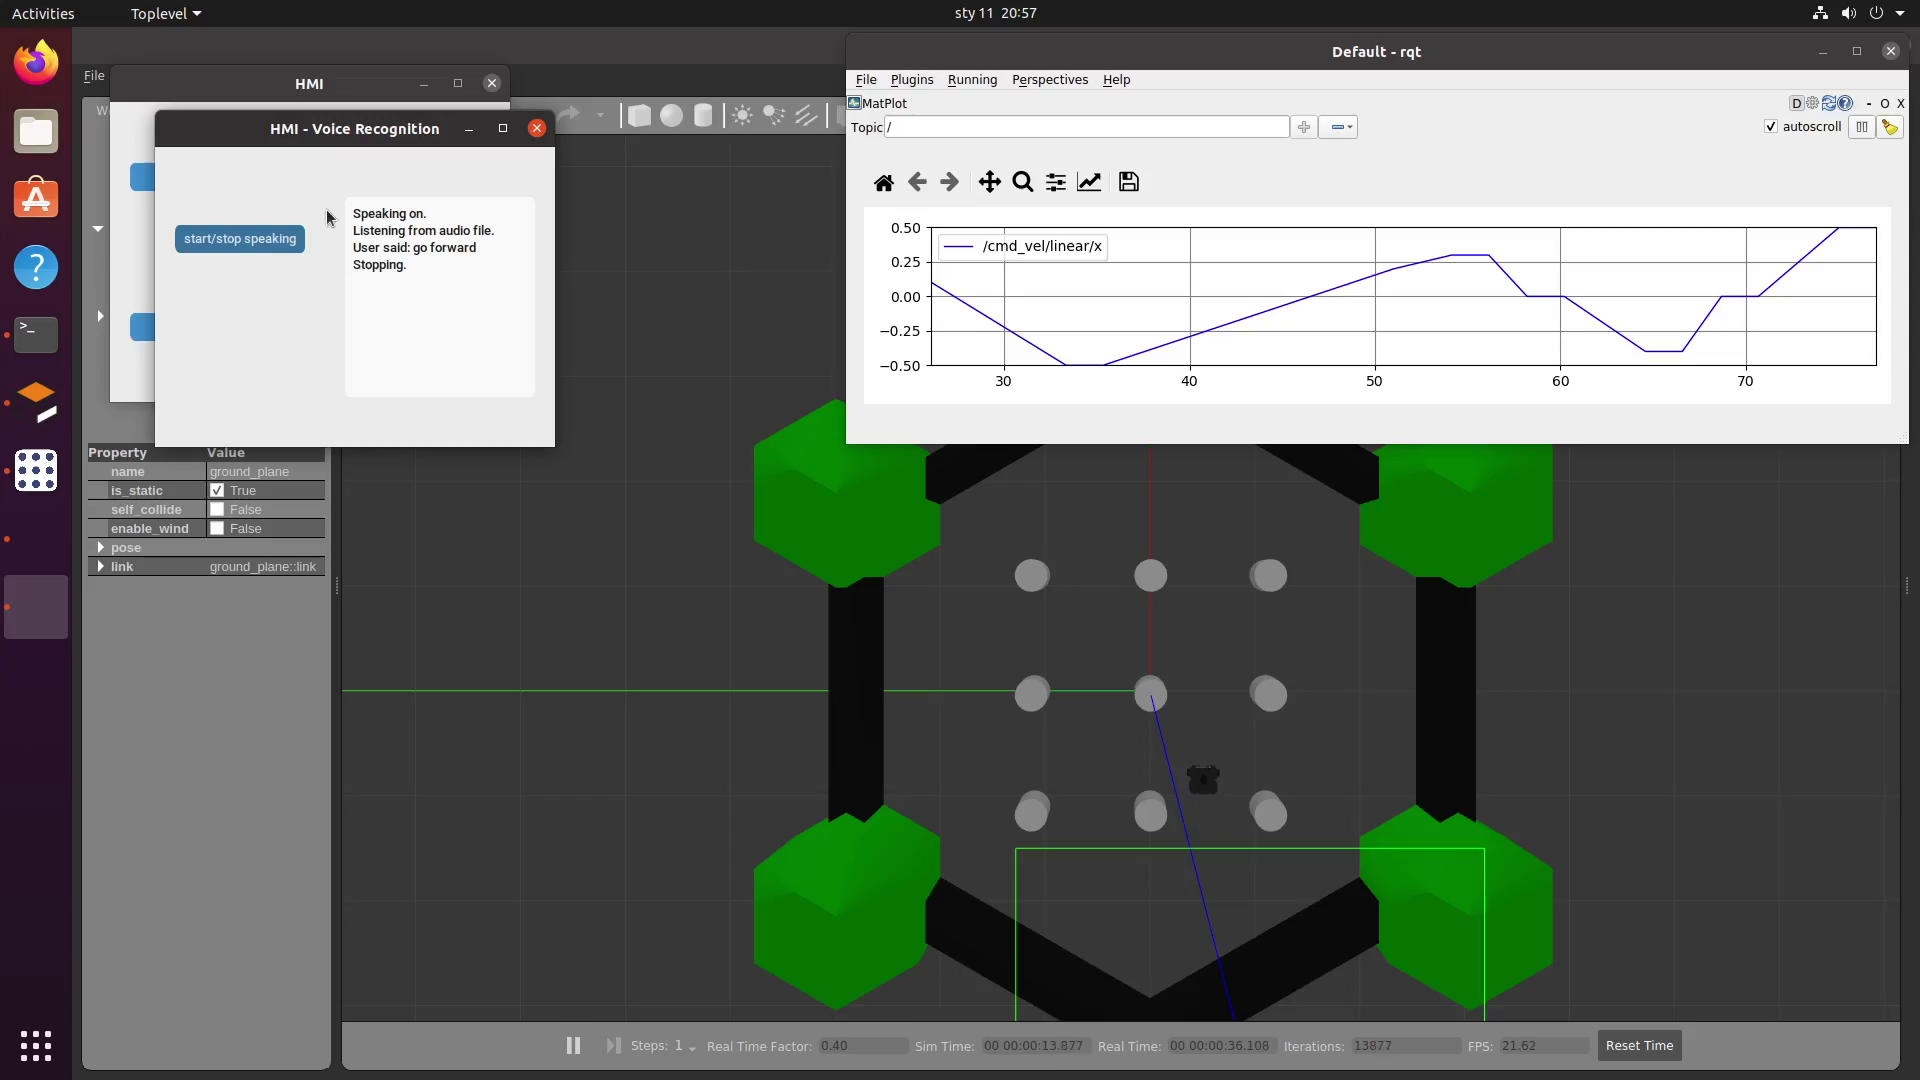 Activities
Toplevel
sty 11 20:57
File
HMI
HMI - Voice Recognition
start/stop speaking
Speaking on.
Listening from audio file.
User said: go forward
Stopping.
Default - rqt
File Plugins Running Perspectives Help
MatPlot
D
- O X
Topic /
autoscroll
/cmd_vel/linear/x
0.50
0.25
0.00
−0.25
−0.50
30 40 50 60 70
Property Value
name ground_plane
is_static True
self_collide False
enable_wind False
pose
link ground_plane::link
Steps: 1
Real Time Factor: 0.40
Sim Time: 00 00:00:13.877
Real Time: 00 00:00:36.108
Iterations: 13877
FPS: 21.62
Reset Time